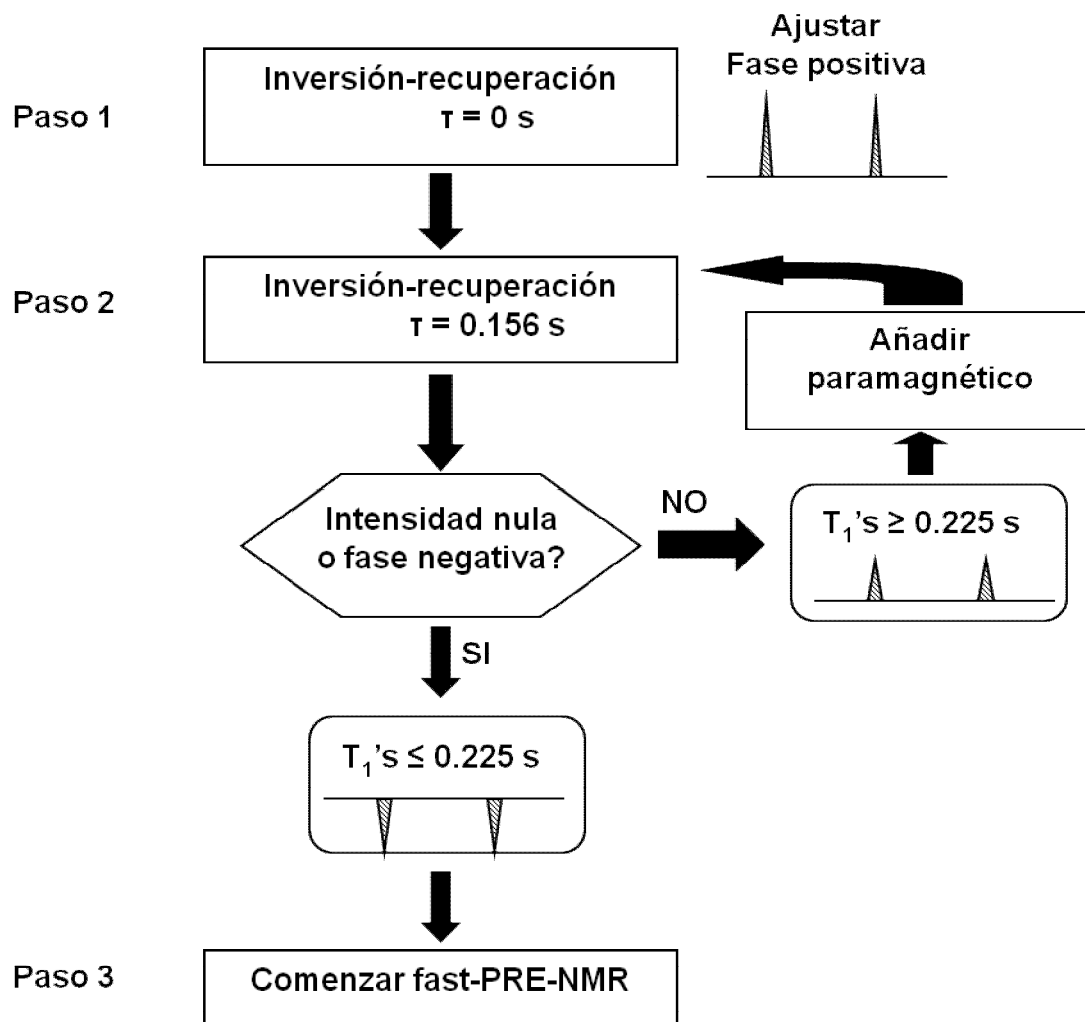 Paso 1
Inversión-recuperación
τ = 0 s
Ajustar
Fase positiva
Paso 2
Inversión-recuperación
τ = 0.156 s
Añadir
paramagnético
Intensidad nula
o fase negativa?
NO
T₁'s ≥ 0.225 s
SI
T₁'s ≤ 0.225 s
Paso 3
Comenzar fast-PRE-NMR